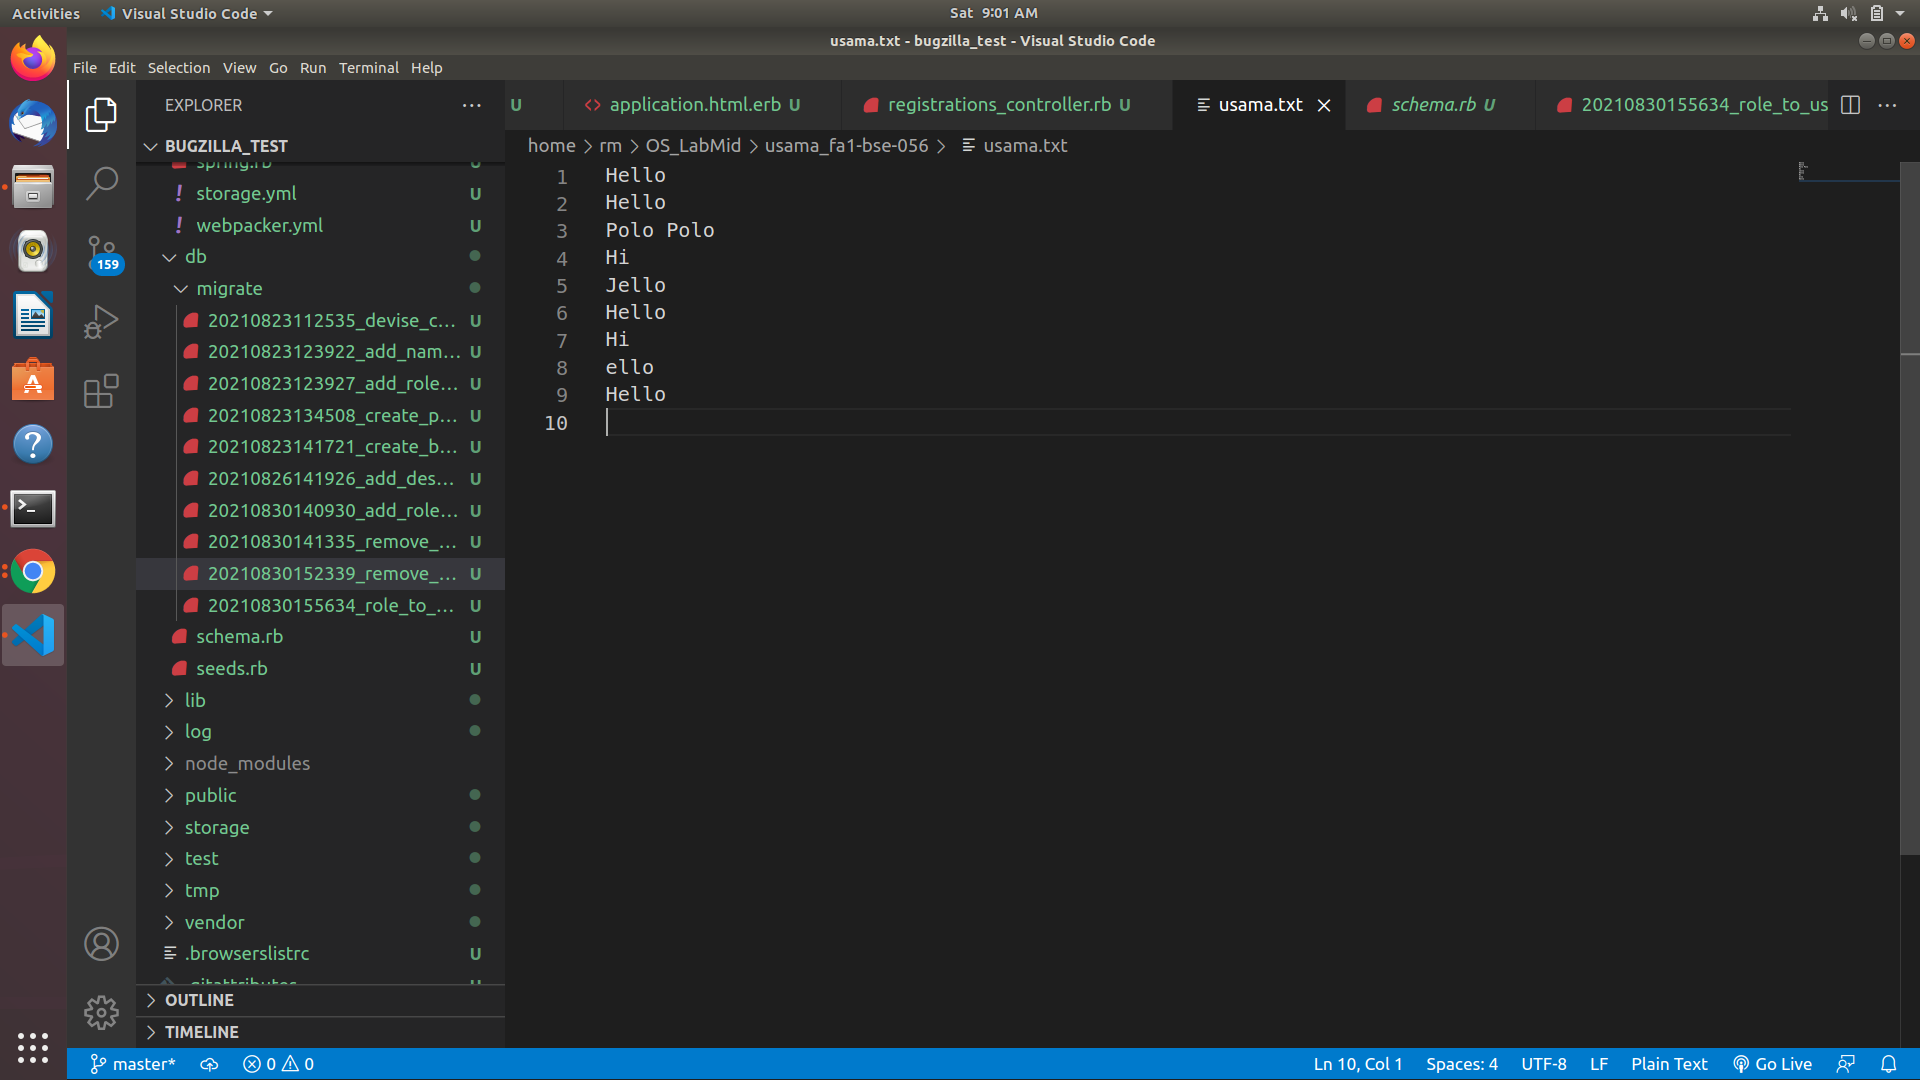 Activities
Visual Studio Code
Sat 9:01 AM
usama.txt - bugzilla_test - Visual Studio Code
File Edit Selection View Go Run Terminal Help
EXPLORER
U
application.html.erb U
registrations_controller.rb U
usama.txt
schema.rb U
20210830155634_role_to_us
BUGZILLA_TEST
home > rm > OS_LabMid > usama_fa1-bse-056 > usama.txt
spring.rb U
storage.yml U
webpacker.yml U
db
migrate
20210823112535_devise_c... U
20210823123922_add_nam... U
20210823123927_add_role... U
20210823134508_create_p... U
20210823141721_create_b... U
20210826141926_add_des... U
20210830140930_add_role... U
20210830141335_remove_... U
20210830152339_remove_... U
20210830155634_role_to_... U
schema.rb U
seeds.rb U
lib
log
node_modules
public
storage
test
tmp
vendor
.browserslistrc U
.gitattributes U
OUTLINE
TIMELINE
159
1 Hello
2 Hello
3 Polo Polo
4 Hi
5 Jello
6 Hello
7 Hi
8 ello
9 Hello
10
master*
0 0
Ln 10, Col 1
Spaces: 4
UTF-8
LF
Plain Text
Go Live